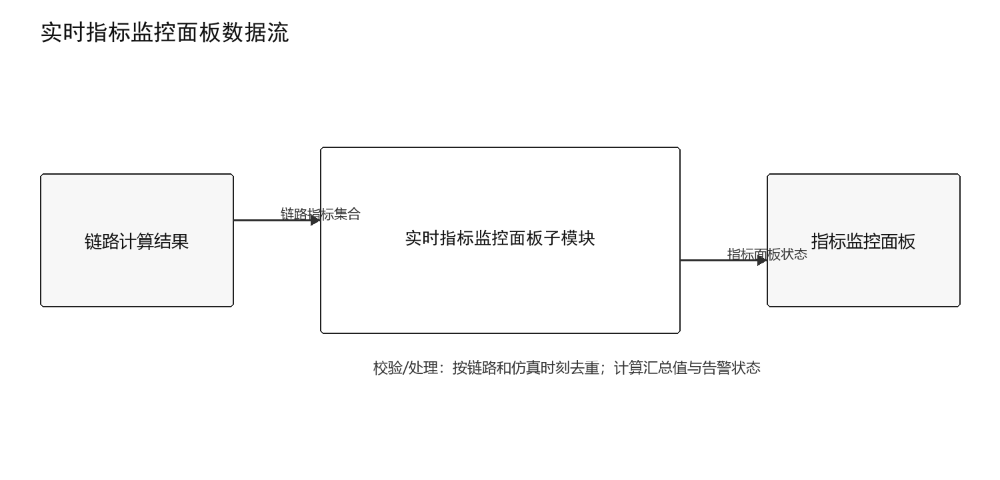 实时指标监控面板数据流
链路计算结果
链路指标集合
实时指标监控面板子模块
指标面板状态
指标监控面板
校验/处理：按链路和仿真时刻去重；计算汇总值与告警状态